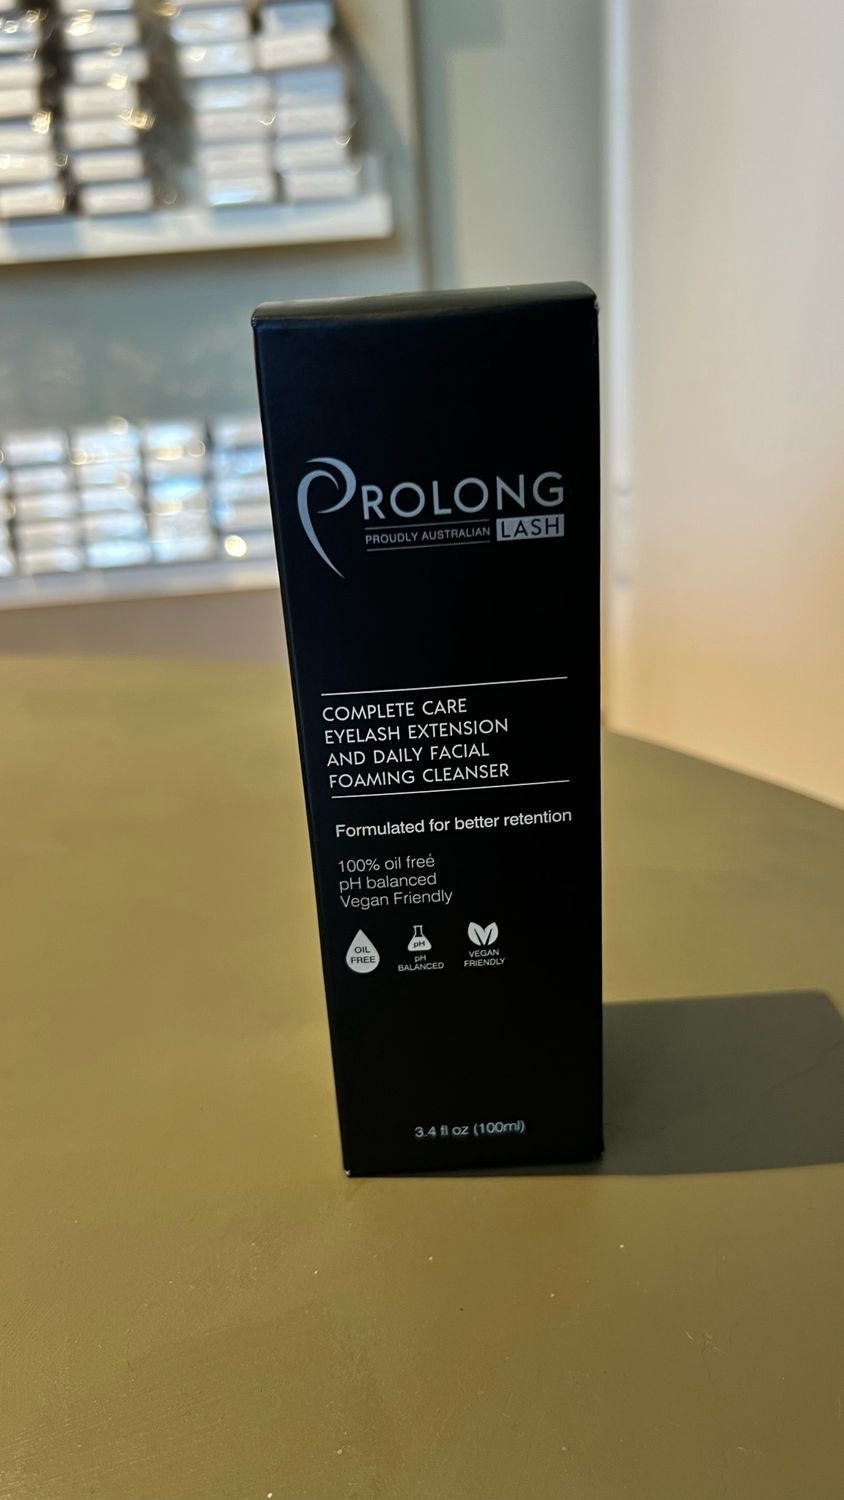 PROLONG
PROUDLY AUSTRALIAN LASH
COMPLETE CARE
EYELASH EXTENSION
AND DAILY FACIAL
FOAMING CLEANSER
Formulated for better retention
100% oil free
pH balanced
Vegan Friendly
OIL
FREE
pH
pH
BALANCED
VEGAN
FRIENDLY
3.4 fl oz (100ml)